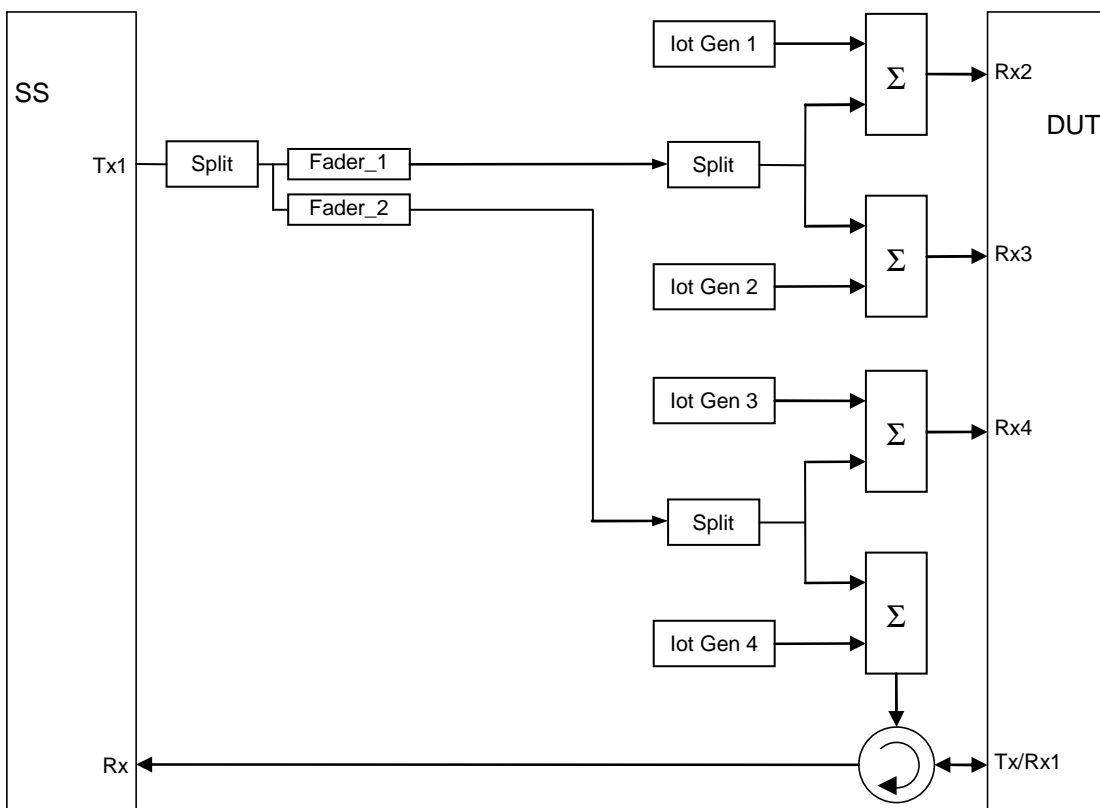 Iot Gen 1
Σ
Rx2
SS
DUT
Tx1
Split
Fader_1
Split
Fader_2
Σ
Rx3
Iot Gen 2
Iot Gen 3
Σ
Rx4
Split
Σ
Iot Gen 4
Rx
Tx/Rx1